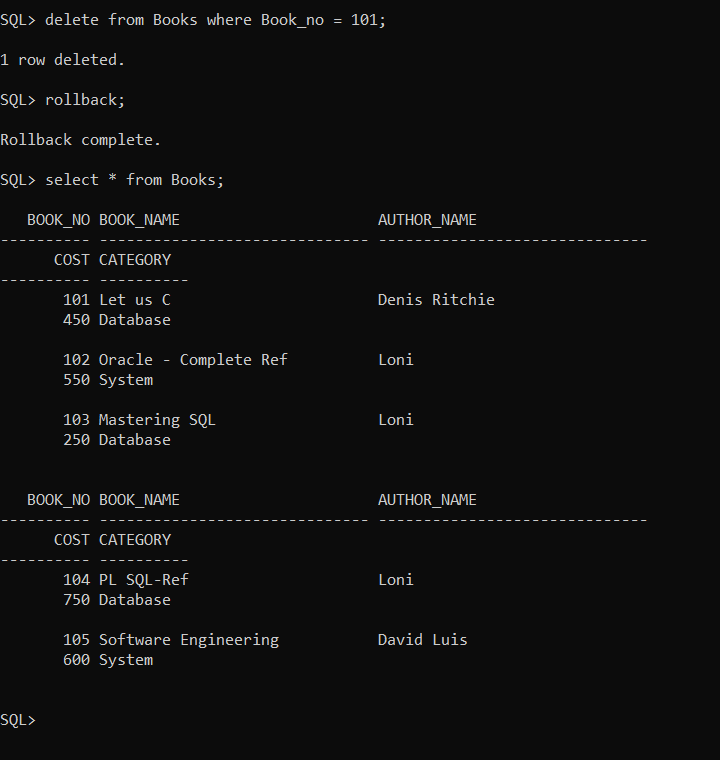 SQL> delete from Books where Book_no = 101;
1 row deleted.
SQL> rollback;
Rollback complete.
SQL> select * from Books;
   BOOK_NO BOOK_NAME                      AUTHOR_NAME
---------- ------------------------------ ------------------------------
      COST CATEGORY
---------- ----------
       101 Let us C                       Denis Ritchie
       450 Database
       102 Oracle - Complete Ref          Loni
       550 System
       103 Mastering SQL                  Loni
       250 Database
   BOOK_NO BOOK_NAME                      AUTHOR_NAME
---------- ------------------------------ ------------------------------
      COST CATEGORY
---------- ----------
       104 PL SQL-Ref                     Loni
       750 Database
       105 Software Engineering           David Luis
       600 System
SQL>